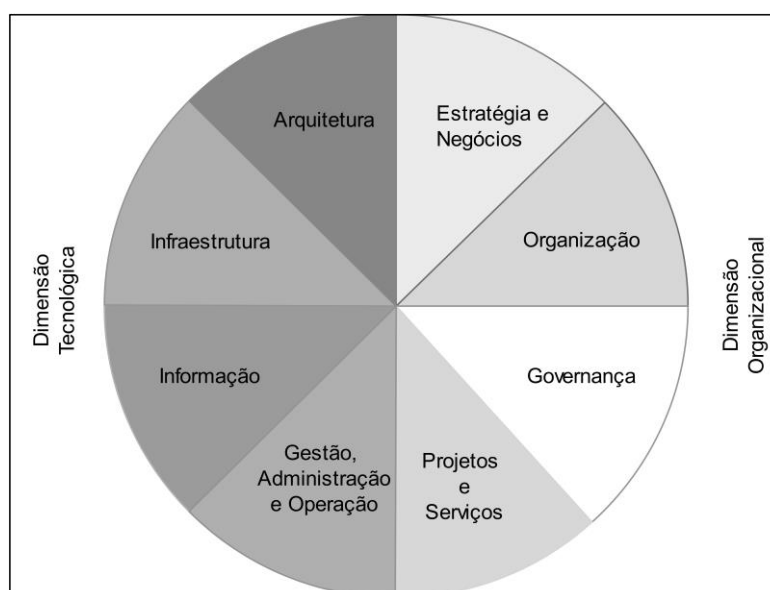 Arquitetura
Estratégia e
Negócios
Infraestrutura
Organização
Dimensão
Tecnológica
Dimensão
Organizacional
Informação
Governança
Gestão,
Administração
e Operação
Projetos
e
Serviços